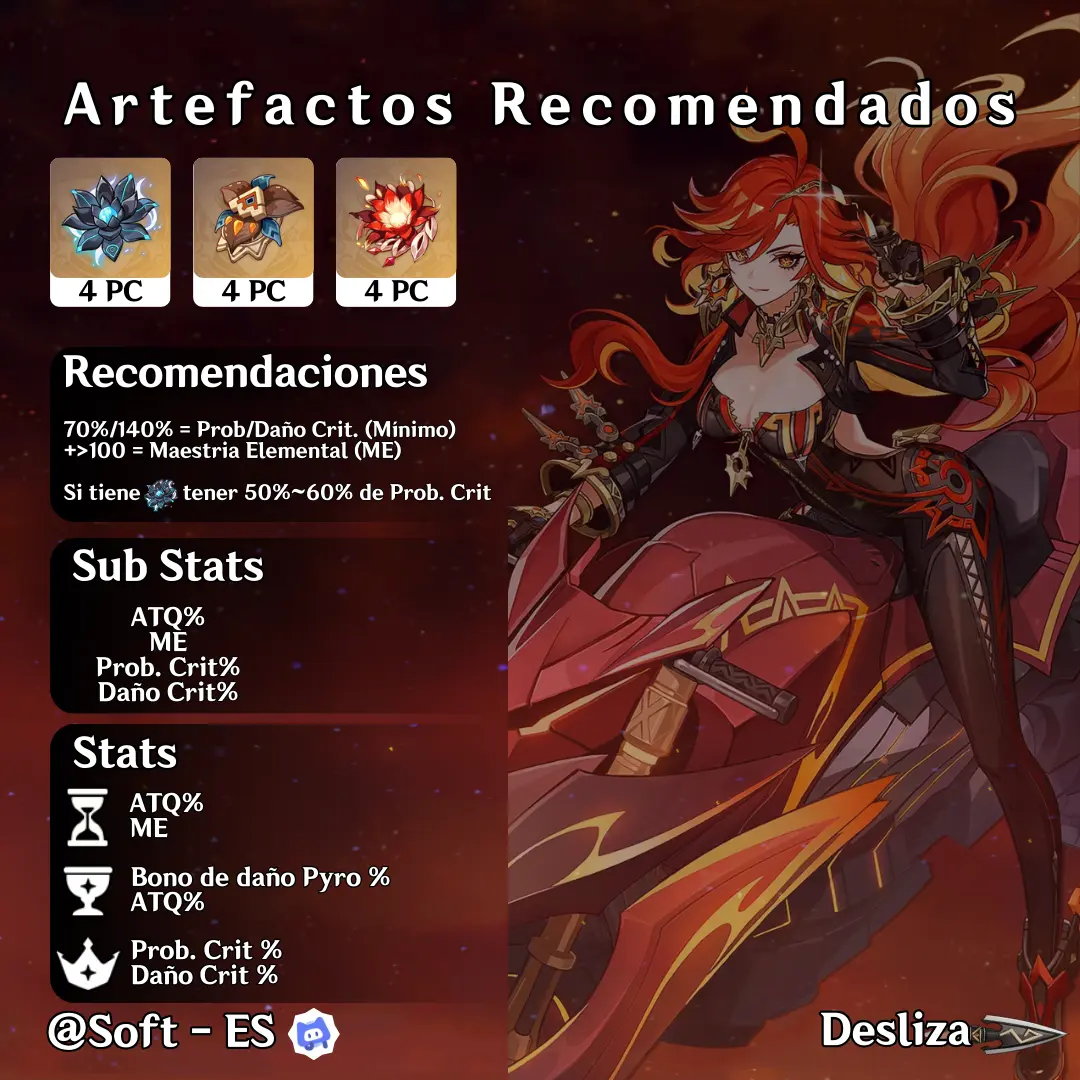 Artefactos Recomendados
4 PC 4 PC 4 PC
Recomendaciones
70%/140% = Prob/Daño Crit. (Mínimo)
+>100 = Maestria Elemental (ME)
Si tiene tener 50%~60% de Prob. Crit
Sub Stats
ATQ%
ME
Prob. Crit%
Daño Crit%
Stats
ATQ%
ME
Bono de daño Pyro %
ATQ%
Prob. Crit %
Daño Crit %
@Soft - ES
Desliza